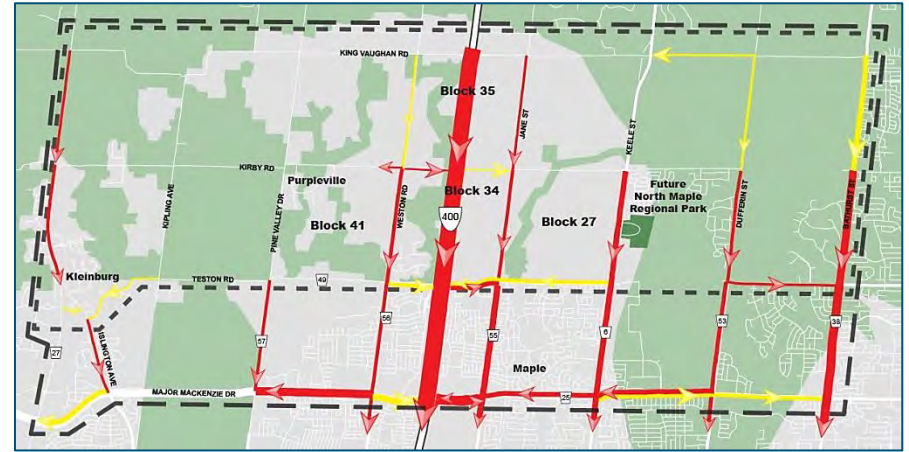 KING VAUGHAN RD
Block 35
JANE ST
KEELE ST
KIRBY RD
Purpleville
Block 34
KIPLING AVE
PINE VALLEY DR
WESTON RD
Block 41
400
Block 27
Future
North Maple
Regional Park
DUFFERIN ST
BATHURST ST
Kleinburg
TESTON RD
49
27
ISLINGTON AVE
57
56
55
6
53
38
Maple
MAJOR MACKENZIE DR
25